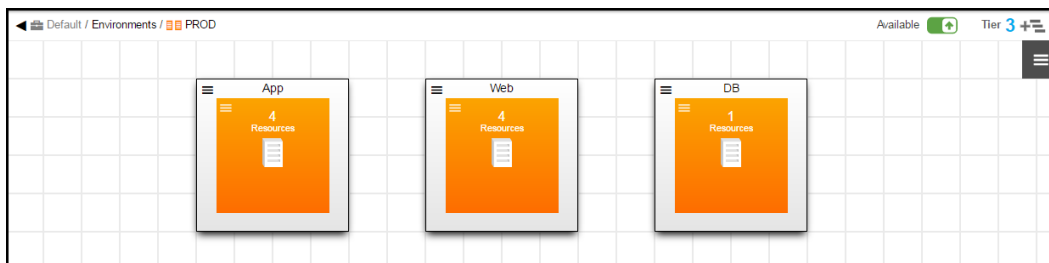 Default / Environments / PROD
Available
Tier 3
App
4
Resources
Web
4
Resources
DB
1
Resources